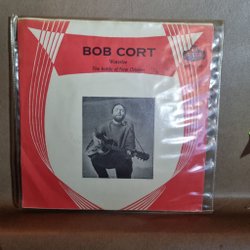 BOB CORT
Waterloo
The Battle of New Orleans